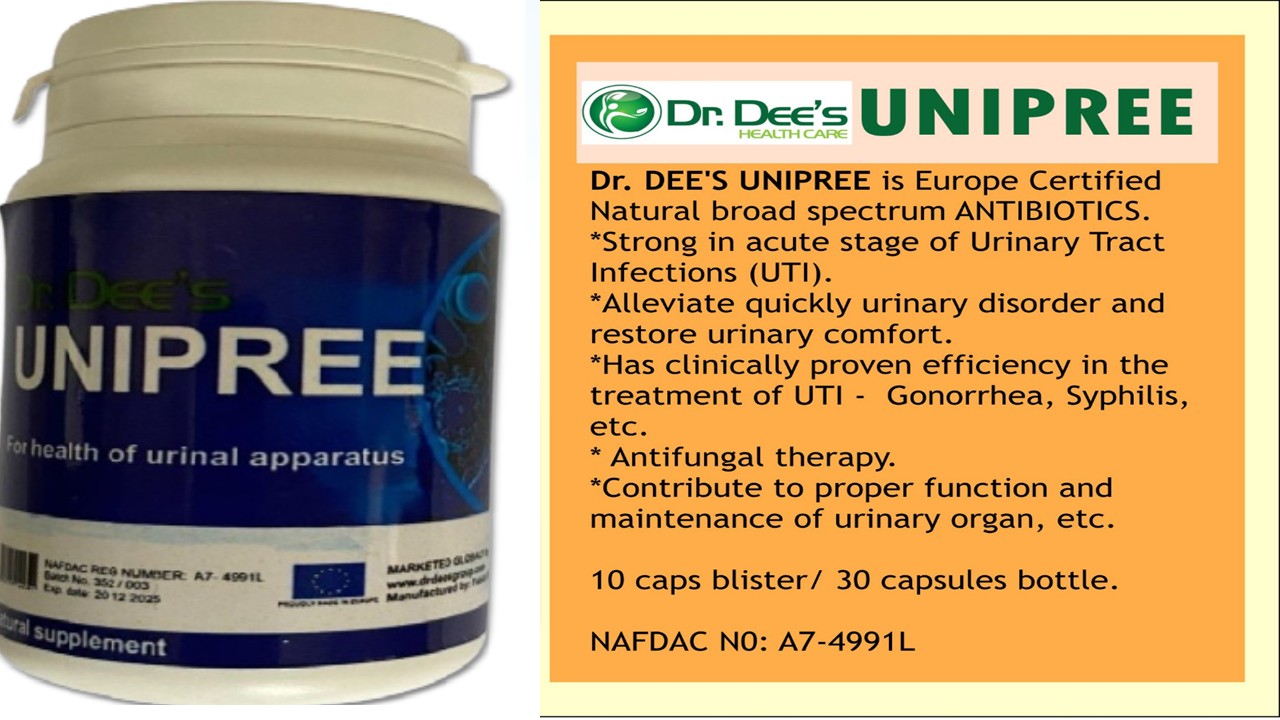 Dr. Dee's
UNIPREE
For health of urinal apparatus
NAFDAC REG NUMBER: A7- 4991L
Batch No. 352 / 003
Exp. date: 20 12 2025
PROUDLY MADE IN EUROPE
MARKETED
www.drdeesgroup.com
Manufactured by:
supplement
Dr. Dee's
HEALTH CARE
UNIPREE
Dr. DEE'S UNIPREE is Europe Certified
Natural broad spectrum ANTIBIOTICS.
*Strong in acute stage of Urinary Tract
Infections (UTI).
*Alleviate quickly urinary disorder and
restore urinary comfort.
*Has clinically proven efficiency in the
treatment of UTI -  Gonorrhea, Syphilis,
etc.
* Antifungal therapy.
*Contribute to proper function and
maintenance of urinary organ, etc.
10 caps blister/ 30 capsules bottle.
NAFDAC N0: A7-4991L